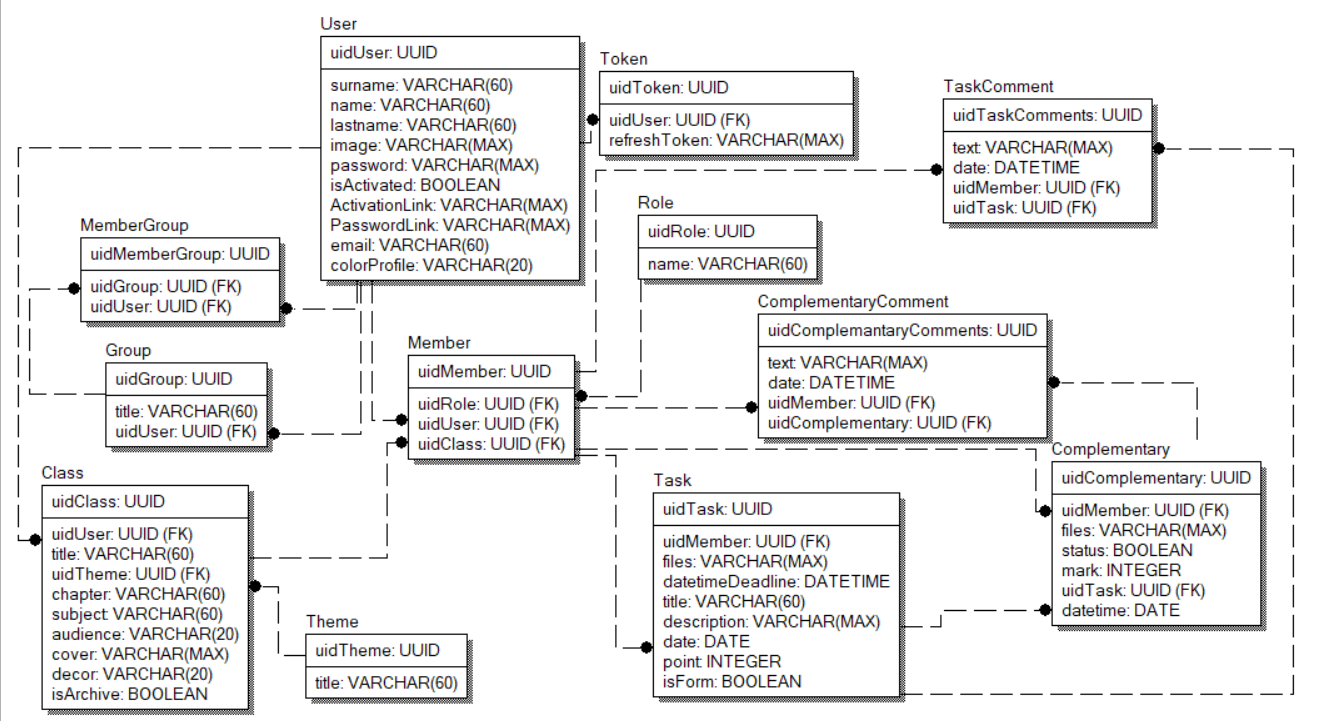 User
uidUser: UUID
surname: VARCHAR(60)
name: VARCHAR(60)
lastname: VARCHAR(60)
image: VARCHAR(MAX)
password: VARCHAR(MAX)
isActivated: BOOLEAN
ActivationLink: VARCHAR(MAX)
PasswordLink: VARCHAR(MAX)
email: VARCHAR(60)
colorProfile: VARCHAR(20)
Token
uidToken: UUID
uidUser: UUID (FK)
refreshToken: VARCHAR(MAX)
TaskComment
uidTaskComments: UUID
text: VARCHAR(MAX)
date: DATETIME
uidMember: UUID (FK)
uidTask: UUID (FK)
Role
uidRole: UUID
name: VARCHAR(60)
MemberGroup
uidMemberGroup: UUID
uidGroup: UUID (FK)
uidUser: UUID (FK)
Group
uidGroup: UUID
title: VARCHAR(60)
uidUser: UUID (FK)
Member
uidMember: UUID
uidRole: UUID (FK)
uidUser: UUID (FK)
uidClass: UUID (FK)
ComplementaryComment
uidComplemantaryComments: UUID
text: VARCHAR(MAX)
date: DATETIME
uidMember: UUID (FK)
uidComplementary: UUID (FK)
Class
uidClass: UUID
uidUser: UUID (FK)
title: VARCHAR(60)
uidTheme: UUID (FK)
chapter: VARCHAR(60)
subject: VARCHAR(60)
audience: VARCHAR(20)
cover: VARCHAR(MAX)
decor: VARCHAR(20)
isArchive: BOOLEAN
Theme
uidTheme: UUID
title: VARCHAR(60)
Task
uidTask: UUID
uidMember: UUID (FK)
files: VARCHAR(MAX)
datetimeDeadline: DATETIME
title: VARCHAR(60)
description: VARCHAR(MAX)
date: DATE
point: INTEGER
isForm: BOOLEAN
Complementary
uidComplementary: UUID
uidMember: UUID (FK)
files: VARCHAR(MAX)
status: BOOLEAN
mark: INTEGER
uidTask: UUID (FK)
datetime: DATE